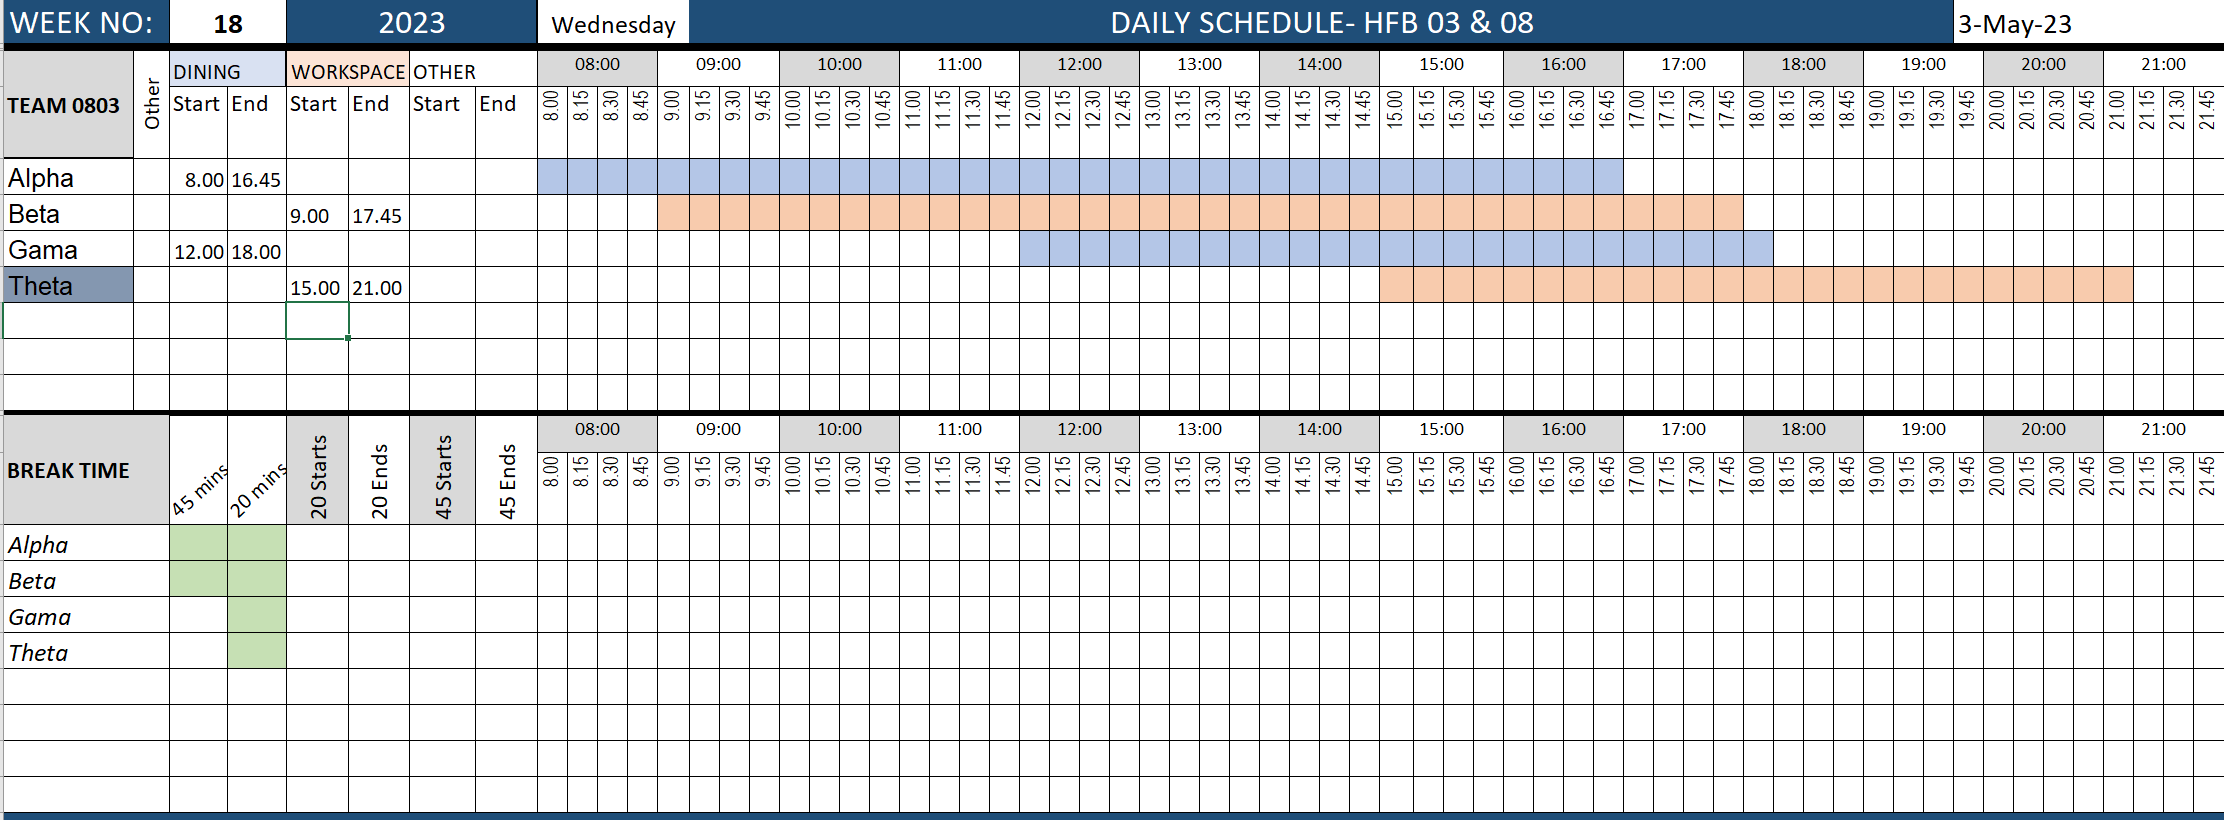 WEEK NO: 18 2023 Wednesday DAILY SCHEDULE- HFB 03 & 08 3-May-23
TEAM 0803 Other DINING WORKSPACE OTHER 08:00 09:00 10:00 11:00 12:00 13:00 14:00 15:00 16:00 17:00 18:00 19:00 20:00 21:00
Start End Start End Start End 8.00 8.15 8.30 8.45 9.00 9.15 9.30 9.45 10.00 10.15 10.30 10.45 11.00 11.15 11.30 11.45 12.00 12.15 12.30 12.45 13.00 13.15 13.30 13.45 14.00 14.15 14.30 14.45 15.00 15.15 15.30 15.45 16.00 16.15 16.30 16.45 17.00 17.15 17.30 17.45 18.00 18.15 18.30 18.45 19.00 19.15 19.30 19.45 20.00 20.15 20.30 20.45 21.00 21.15 21.30 21.45
Alpha 8.00 16.45
Beta 9.00 17.45
Gama 12.00 18.00
Theta 15.00 21.00
BREAK TIME 45 mins 20 mins 20 Starts 20 Ends 45 Starts 45 Ends 08:00 09:00 10:00 11:00 12:00 13:00 14:00 15:00 16:00 17:00 18:00 19:00 20:00 21:00
8.00 8.15 8.30 8.45 9.00 9.15 9.30 9.45 10.00 10.15 10.30 10.45 11.00 11.15 11.30 11.45 12.00 12.15 12.30 12.45 13.00 13.15 13.30 13.45 14.00 14.15 14.30 14.45 15.00 15.15 15.30 15.45 16.00 16.15 16.30 16.45 17.00 17.15 17.30 17.45 18.00 18.15 18.30 18.45 19.00 19.15 19.30 19.45 20.00 20.15 20.30 20.45 21.00 21.15 21.30 21.45
Alpha
Beta
Gama
Theta